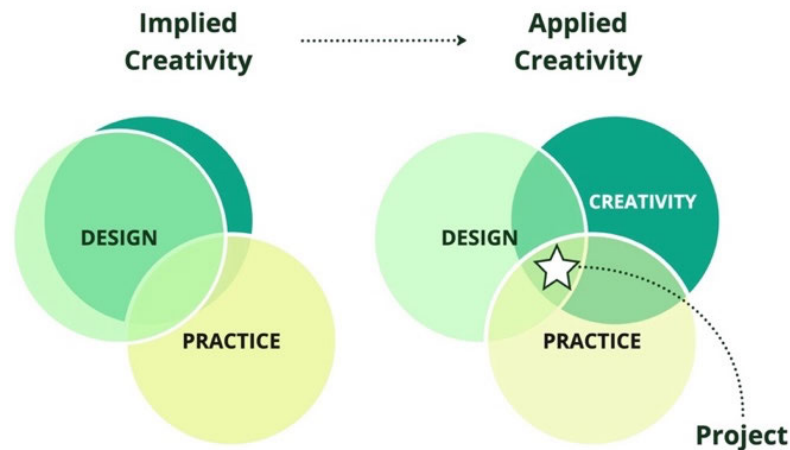 Implied
Creativity
Applied
Creativity
DESIGN
PRACTICE
CREATIVITY
DESIGN
PRACTICE
Project